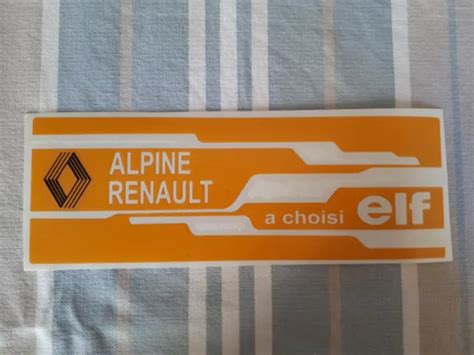 ALPINE
RENAULT
a choisi elf